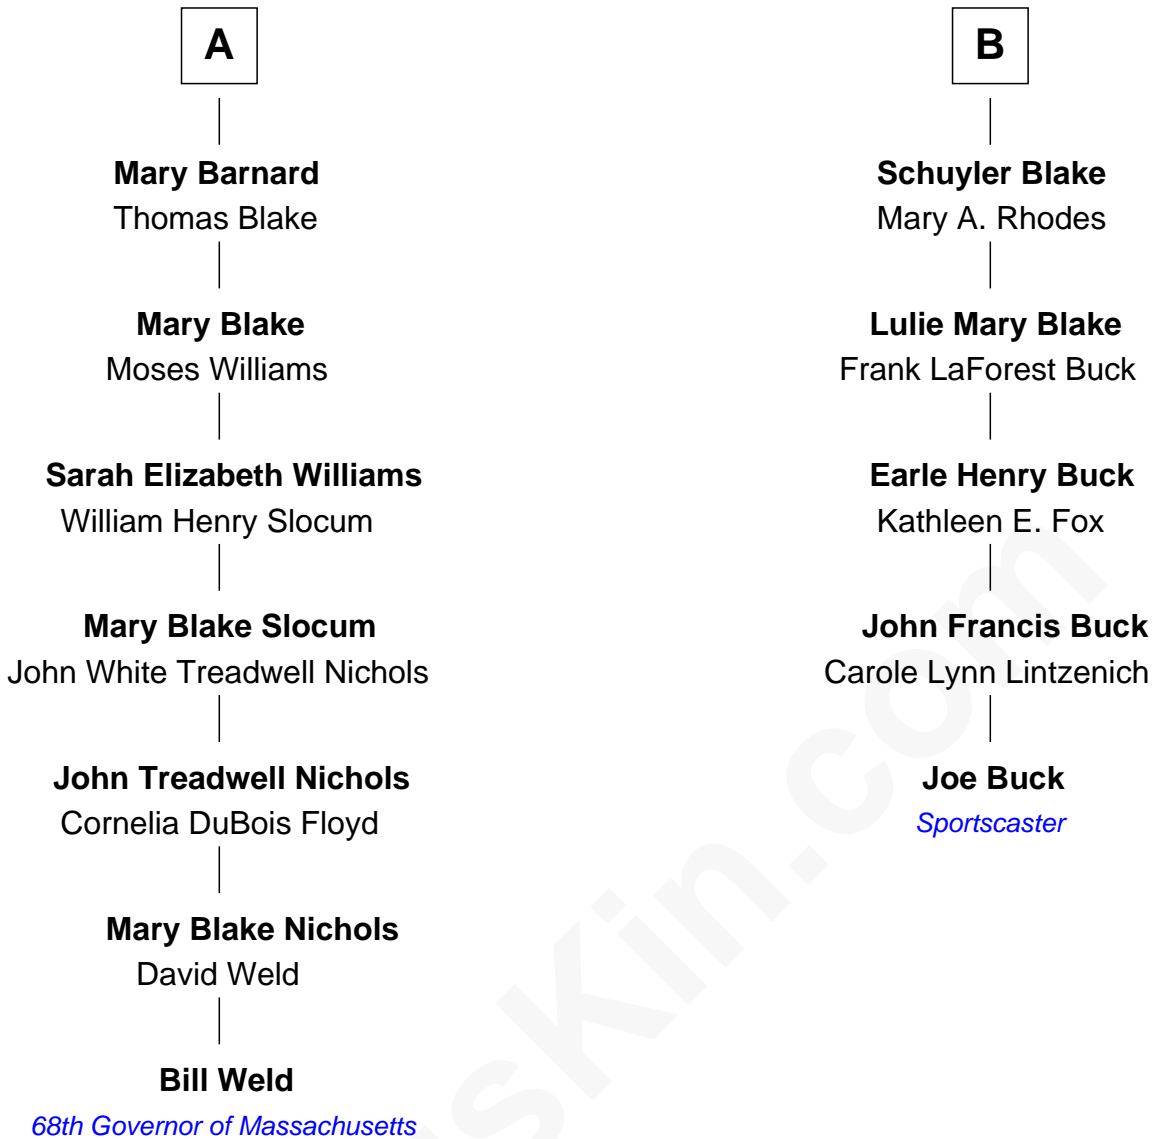 A
Mary Barnard
Thomas Blake
Mary Blake
Moses Williams
Sarah Elizabeth Williams
William Henry Slocum
Mary Blake Slocum
John White Treadwell Nichols
John Treadwell Nichols
Cornelia DuBois Floyd
Mary Blake Nichols
David Weld
Bill Weld
68th Governor of Massachusetts
B
Schuyler Blake
Mary A. Rhodes
Lulie Mary Blake
Frank LaForest Buck
Earle Henry Buck
Kathleen E. Fox
John Francis Buck
Carole Lynn Lintzenich
Joe Buck
Sportscaster
usKin.com